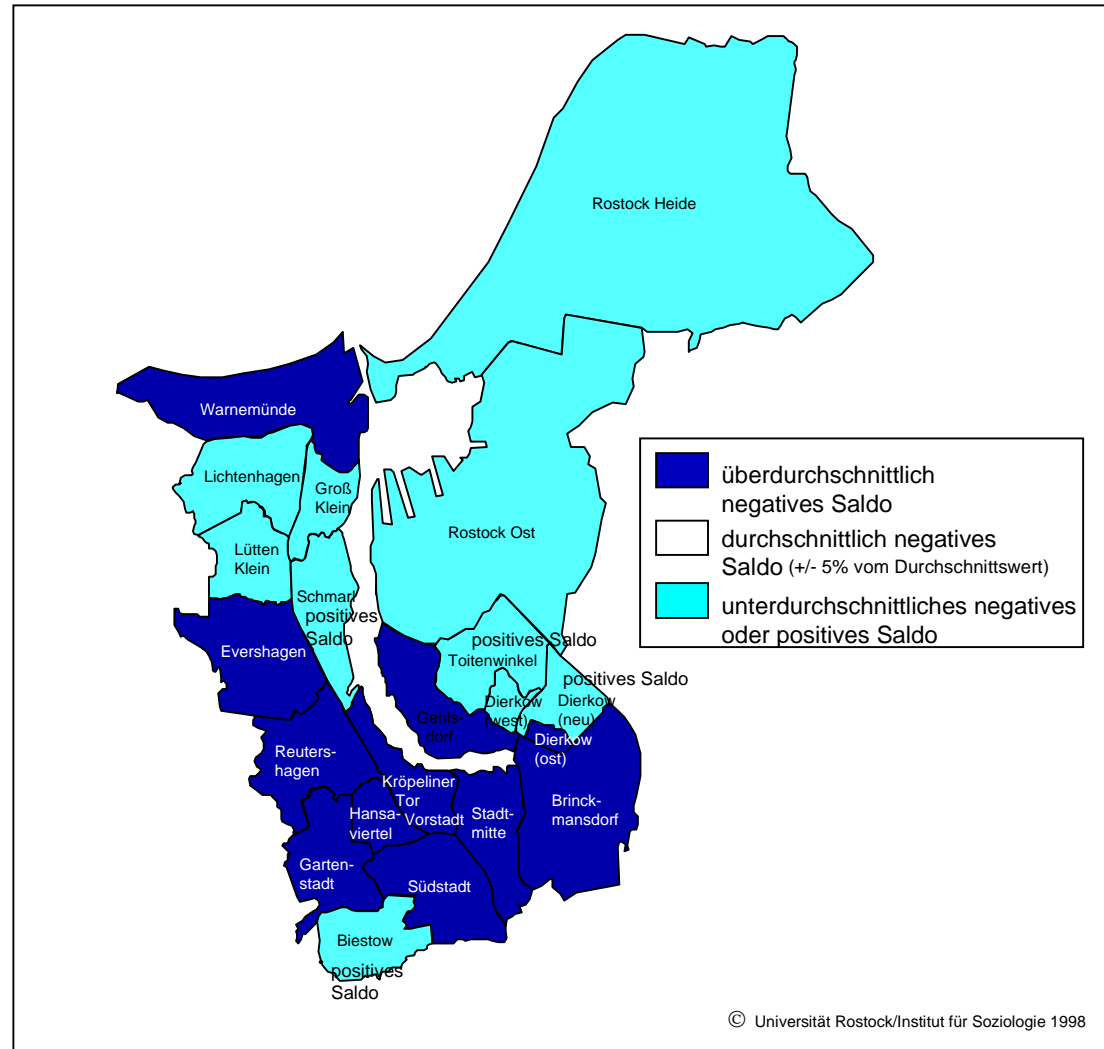 Rostock Heide
Warnemünde
Lichtenhagen
Groß
Klein
Rostock Ost
Lütten
Klein
Schmarl
positives
Saldo
Evershagen
positives Saldo
Toitenwinkel
positives Saldo
Dierkow
(west)
Dierkow
(neu)
Gehls-
dorf
Dierkow
(ost)
Reuters-
hagen
Kröpeliner
Tor
Vorstadt
Hansa-
viertel
Stadt-
mitte
Brinck-
mansdorf
Garten-
stadt
Südstadt
Biestow
positives
Saldo
überdurchschnittlich
negatives Saldo
durchschnittlich negatives
Saldo (+/- 5% vom Durchschnittswert)
unterdurchschnittliches negatives
oder positives Saldo
© Universität Rostock/Institut für Soziologie 1998